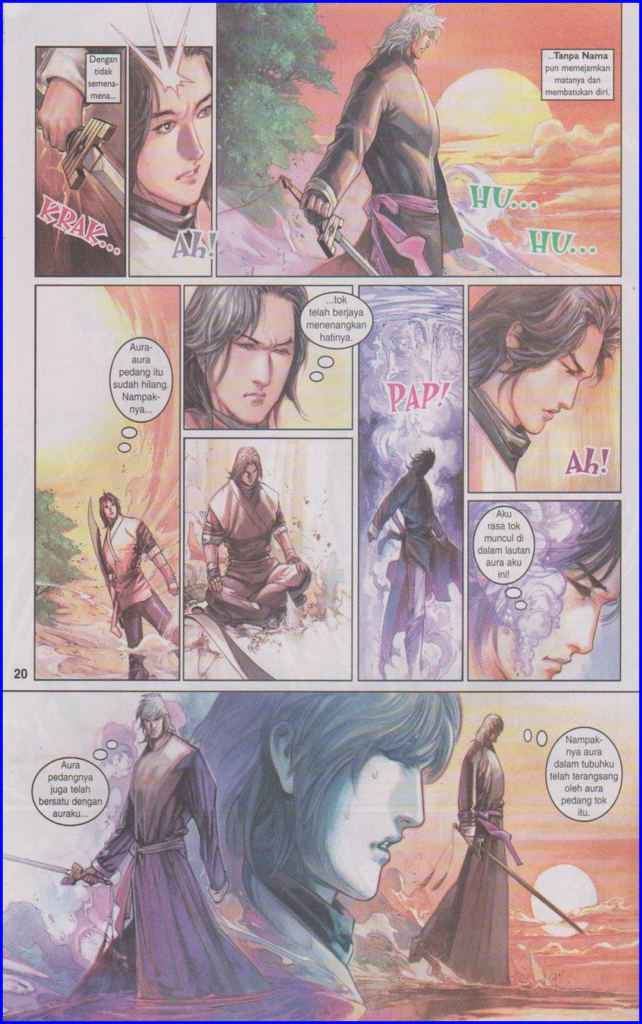 Dengan
tidak
semena-
mena...
KRAK...
Ah!
...Tanpa Nama
pun memejamkan
matanya dan
membatukan diri.
HU...
HU...
Aura-
aura
pedang itu
sudah hilang.
Nampak-
nya...
...tok
telah berjaya
menenangkan
hatinya.
PAP!
Ah!
Aku
rasa tok
muncul di
dalam lautan
aura aku
ini!
20
Aura
pedangnya
juga telah
bersatu dengan
auraku...
Nampak-
nya aura
dalam tubuhku
telah terangsang
oleh aura
pedang tok
itu.